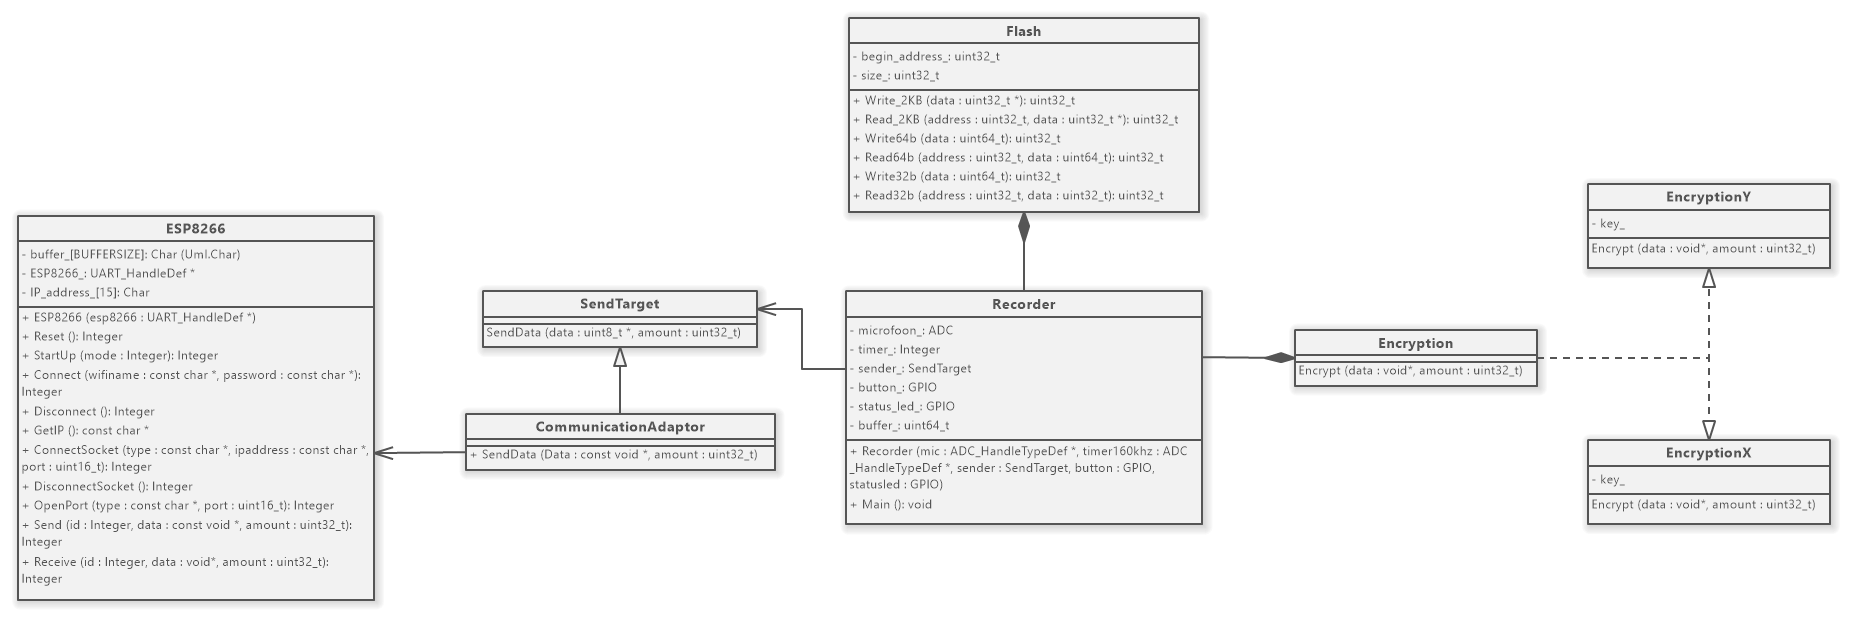 Flash
- begin_address_: uint32_t
- size_: uint32_t
+ Write_2KB (data : uint32_t *): uint32_t
+ Read_2KB (address : uint32_t, data : uint32_t *): uint32_t
+ Write64b (data : uint64_t): uint32_t
+ Read64b (address : uint32_t, data : uint64_t): uint32_t
+ Write32b (data : uint64_t): uint32_t
+ Read32b (address : uint32_t, data : uint32_t): uint32_t
ESP8266
- buffer_[BUFFERSIZE]: Char (Uml.Char)
- ESP8266_: UART_HandleDef *
- IP_address_[15]: Char
+ ESP8266 (esp8266 : UART_HandleDef *)
+ Reset (): Integer
+ StartUp (mode : Integer): Integer
+ Connect (wifiname : const char *, password : const char *):
Integer
+ Disconnect (): Integer
+ GetIP (): const char *
+ ConnectSocket (type : const char *, ipaddress : const char *,
port : uint16_t): Integer
+ DisconnectSocket (): Integer
+ OpenPort (type : const char *, port : uint16_t): Integer
+ Send (id : Integer, data : const void *, amount : uint32_t):
Integer
+ Receive (id : Integer, data : void*, amount : uint32_t):
Integer
SendTarget
SendData (data : uint8_t *, amount : uint32_t)
CommunicationAdaptor
+ SendData (Data : const void *, amount : uint32_t)
Recorder
- microfoon_: ADC
- timer_: Integer
- sender_: SendTarget
- button_: GPIO
- status_led_: GPIO
- buffer_: uint64_t
+ Recorder (mic : ADC_HandleTypeDef *, timer160khz : ADC
_HandleTypeDef *, sender : SendTarget, button : GPIO,
statusled : GPIO)
+ Main (): void
Encryption
Encrypt (data : void*, amount : uint32_t)
EncryptionY
- key_
Encrypt (data : void*, amount : uint32_t)
EncryptionX
- key_
Encrypt (data : void*, amount : uint32_t)